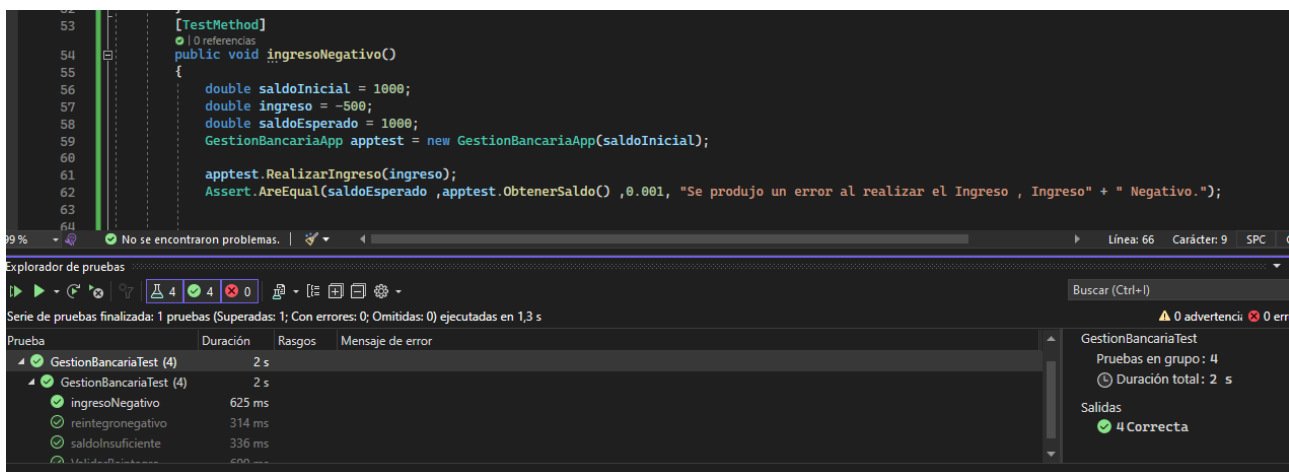 53 [TestMethod]
0 referencias
54 public void ingresoNegativo()
55 {
56 double saldoInicial = 1000;
57 double ingreso = -500;
58 double saldoEsperado = 1000;
59 GestionBancariaApp apptest = new GestionBancariaApp(saldoInicial);
60
61 apptest.RealizarIngreso(ingreso);
62 Assert.AreEqual(saldoEsperado ,apptest.ObtenerSaldo() ,0.001, "Se produjo un error al realizar el Ingreso , Ingreso" + " Negativo.");
63
64
99 % No se encontraron problemas. Línea: 66 Carácter: 9 SPC
Explorador de pruebas
4 4 0 Buscar (Ctrl+I)
Serie de pruebas finalizada: 1 pruebas (Superadas: 1; Con errores: 0; Omitidas: 0) ejecutadas en 1,3 s 0 advertenci 0 err
Prueba Duración Rasgos Mensaje de error GestionBancariaTest
GestionBancariaTest (4) 2 s Pruebas en grupo: 4
GestionBancariaTest (4) 2 s Duración total: 2 s
ingresoNegativo 625 ms
reintegronegativo 314 ms Salidas
saldoInsuficiente 336 ms 4 Correcta